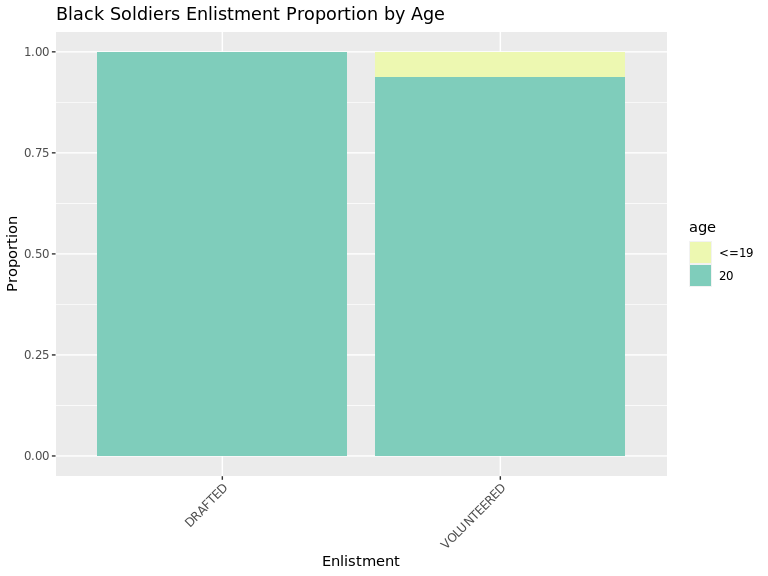 Black Soldiers Enlistment Proportion by Age
1.00
0.75
0.50
0.25
0.00
Proportion
DRAFTED
VOLUNTEERED
Enlistment
age
<=19
20